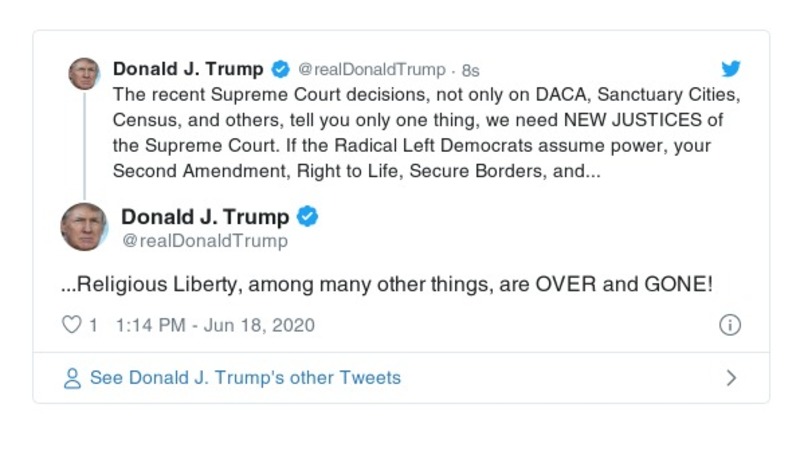 Donald J. Trump @realDonaldTrump · 8s
The recent Supreme Court decisions, not only on DACA, Sanctuary Cities,
Census, and others, tell you only one thing, we need NEW JUSTICES of
the Supreme Court. If the Radical Left Democrats assume power, your
Second Amendment, Right to Life, Secure Borders, and...
Donald J. Trump
@realDonaldTrump
...Religious Liberty, among many other things, are OVER and GONE!
1 1:14 PM - Jun 18, 2020
See Donald J. Trump's other Tweets